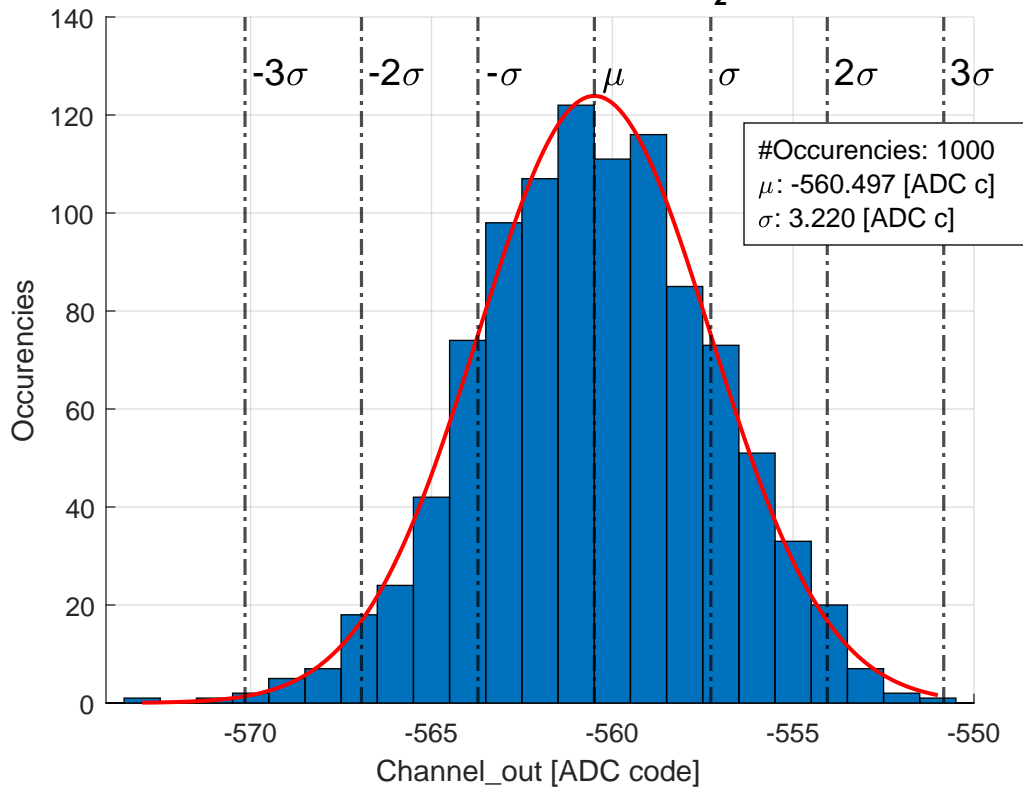 2
140
120
100
80
60
40
20
0
-3σ
-2σ
-σ
μ
σ
2σ
3σ
#Occurencies: 1000
μ: -560.497 [ADC c]
σ: 3.220 [ADC c]
Occurencies
-570
-565
-560
-555
-550
Channel_out [ADC code]